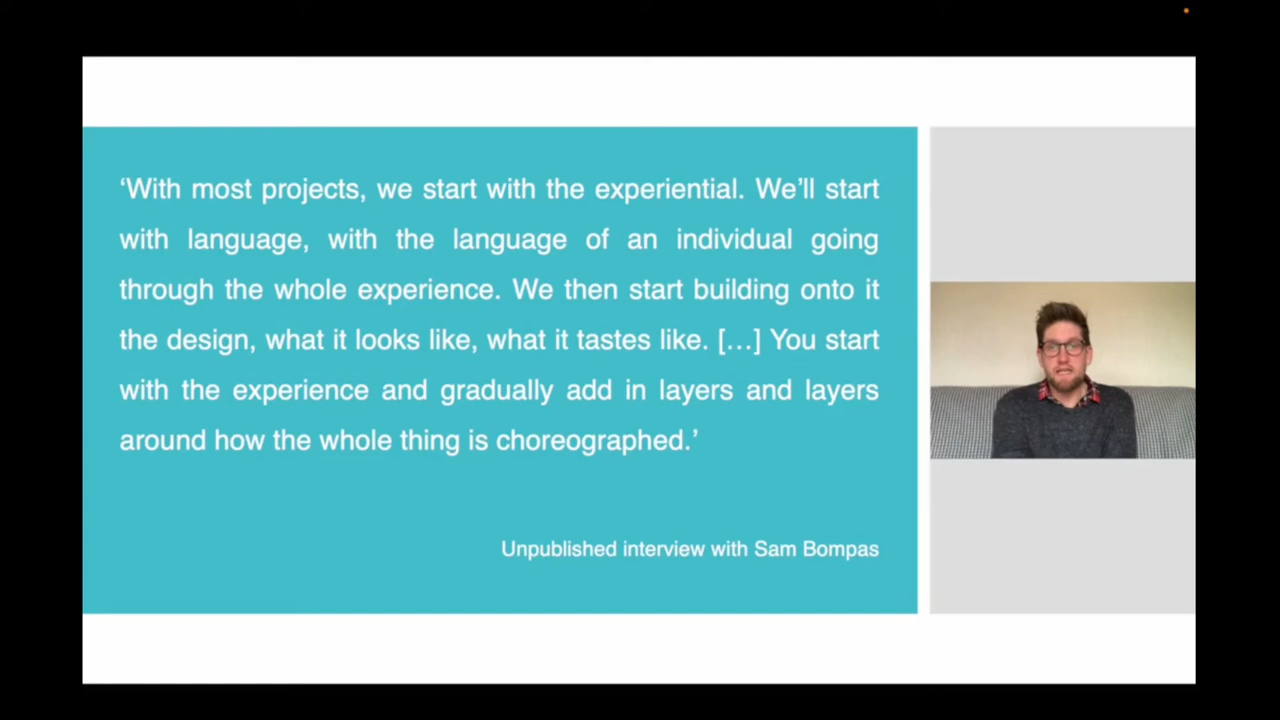 ‘With most projects, we start with the experiential. We’ll start
with language, with the language of an individual going
through the whole experience. We then start building onto it
the design, what it looks like, what it tastes like. […] You start
with the experience and gradually add in layers and layers
around how the whole thing is choreographed.’
Unpublished interview with Sam Bompas